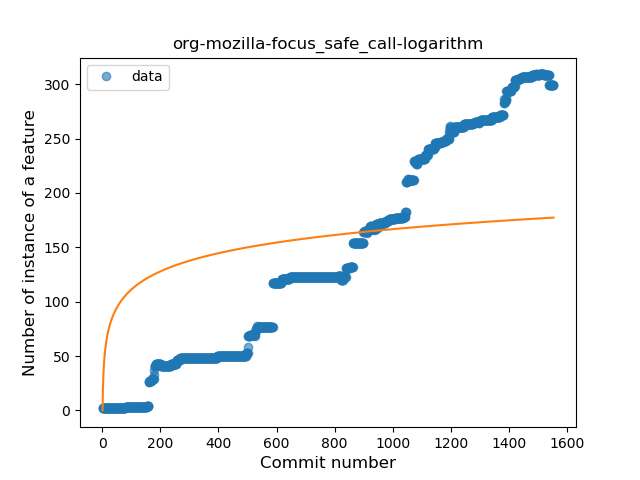 org-mozilla-focus_safe_call-logarithm
data
Number of instance of a feature
300
250
200
150
100
50
0
0 200 400 600 800 1000 1200 1400 1600
Commit number